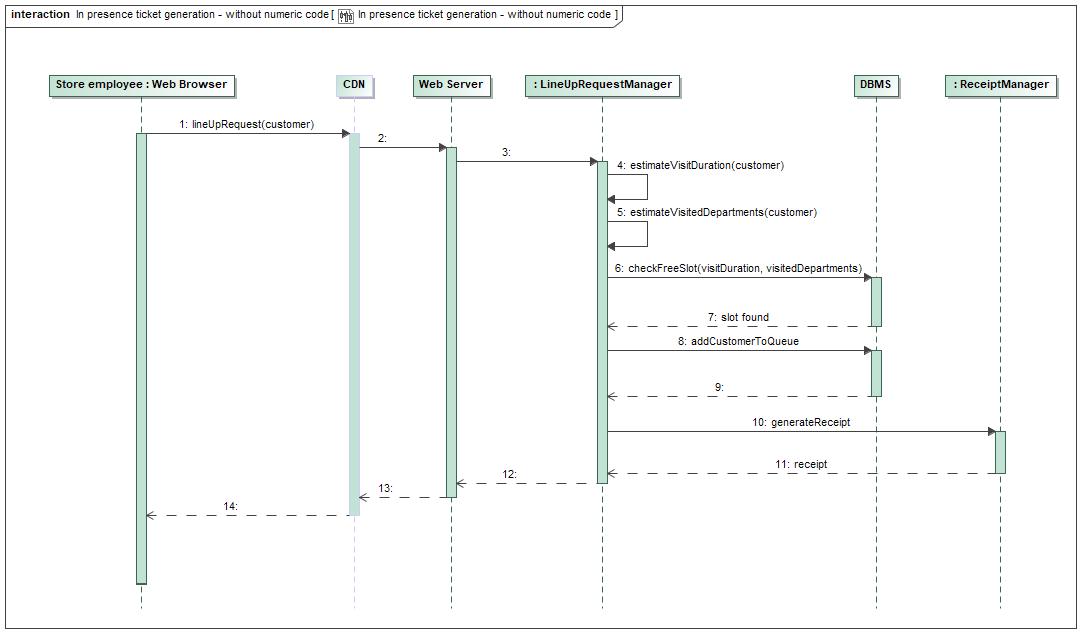 interaction In presence ticket generation - without numeric code [ In presence ticket generation - without numeric code ]
Store employee : Web Browser
CDN
Web Server
: LineUpRequestManager
DBMS
: ReceiptManager
1: lineUpRequest(customer)
2:
3:
4: estimateVisitDuration(customer)
5: estimateVisitedDepartments(customer)
6: checkFreeSlot(visitDuration, visitedDepartments)
7: slot found
8: addCustomerToQueue
9:
10: generateReceipt
11: receipt
12:
13:
14: